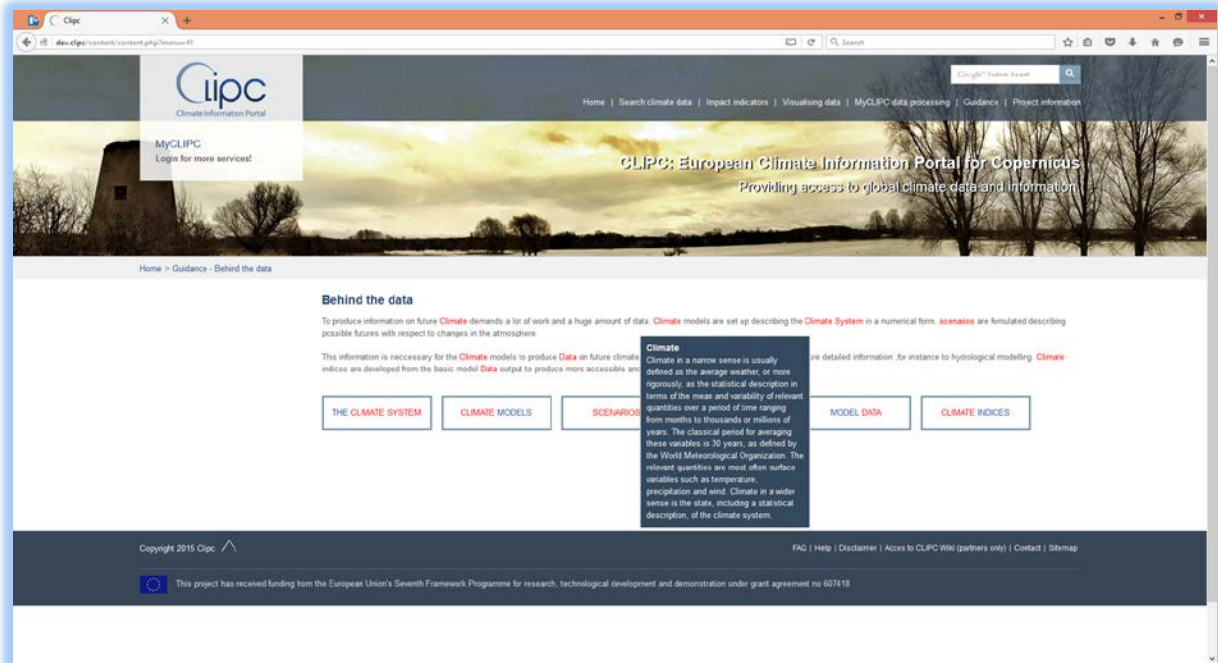 Clipc
dev.clipc/content/content.php?menu=41
Search
Clipc
Climate Information Portal
Home | Search climate data | Impact indicators | Visualising data | MyCLIPC data processing | Guidance | Project information
MyCLIPC
Login for more services!
CLIPC: European Climate Information Portal for Copernicus
Providing access to global climate data and information
Home > Guidance - Behind the data
Behind the data
To produce information on future Climate demands a lot of work and a huge amount of data. Climate models are set up describing the Climate System in a numerical form, scenarios are fomulated describing
possible futures with respect to changes in the atmosphere.
This information is neccessary for the Climate models to produce Data on future climate
re detailed information ,for instance to hydrological modelling. Climate
indices are developed from the basic model Data output to produce more accessible and
Climate
Climate in a narrow sense is usually
defined as the average weather, or more
rigorously, as the statistical description in
terms of the mean and variability of relevant
quantities over a period of time ranging
from months to thousands or millions of
years. The classical period for averaging
these variables is 30 years, as defined by
the World Meteorological Organization. The
relevant quantities are most often surface
variables such as temperature,
precipitation and wind. Climate in a wider
sense is the state, including a statistical
description, of the climate system.
THE CLIMATE SYSTEM
CLIMATE MODELS
SCENARIOS
MODEL DATA
CLIMATE INDICES
Copyright 2015 Clipc
FAQ | Help | Disclaimer | Acces to CLIPC Wiki (partners only) | Contact | Sitemap
This project has received funding from the European Union's Seventh Framework Programme for research, technological development and demonstration under grant agreement no 607418